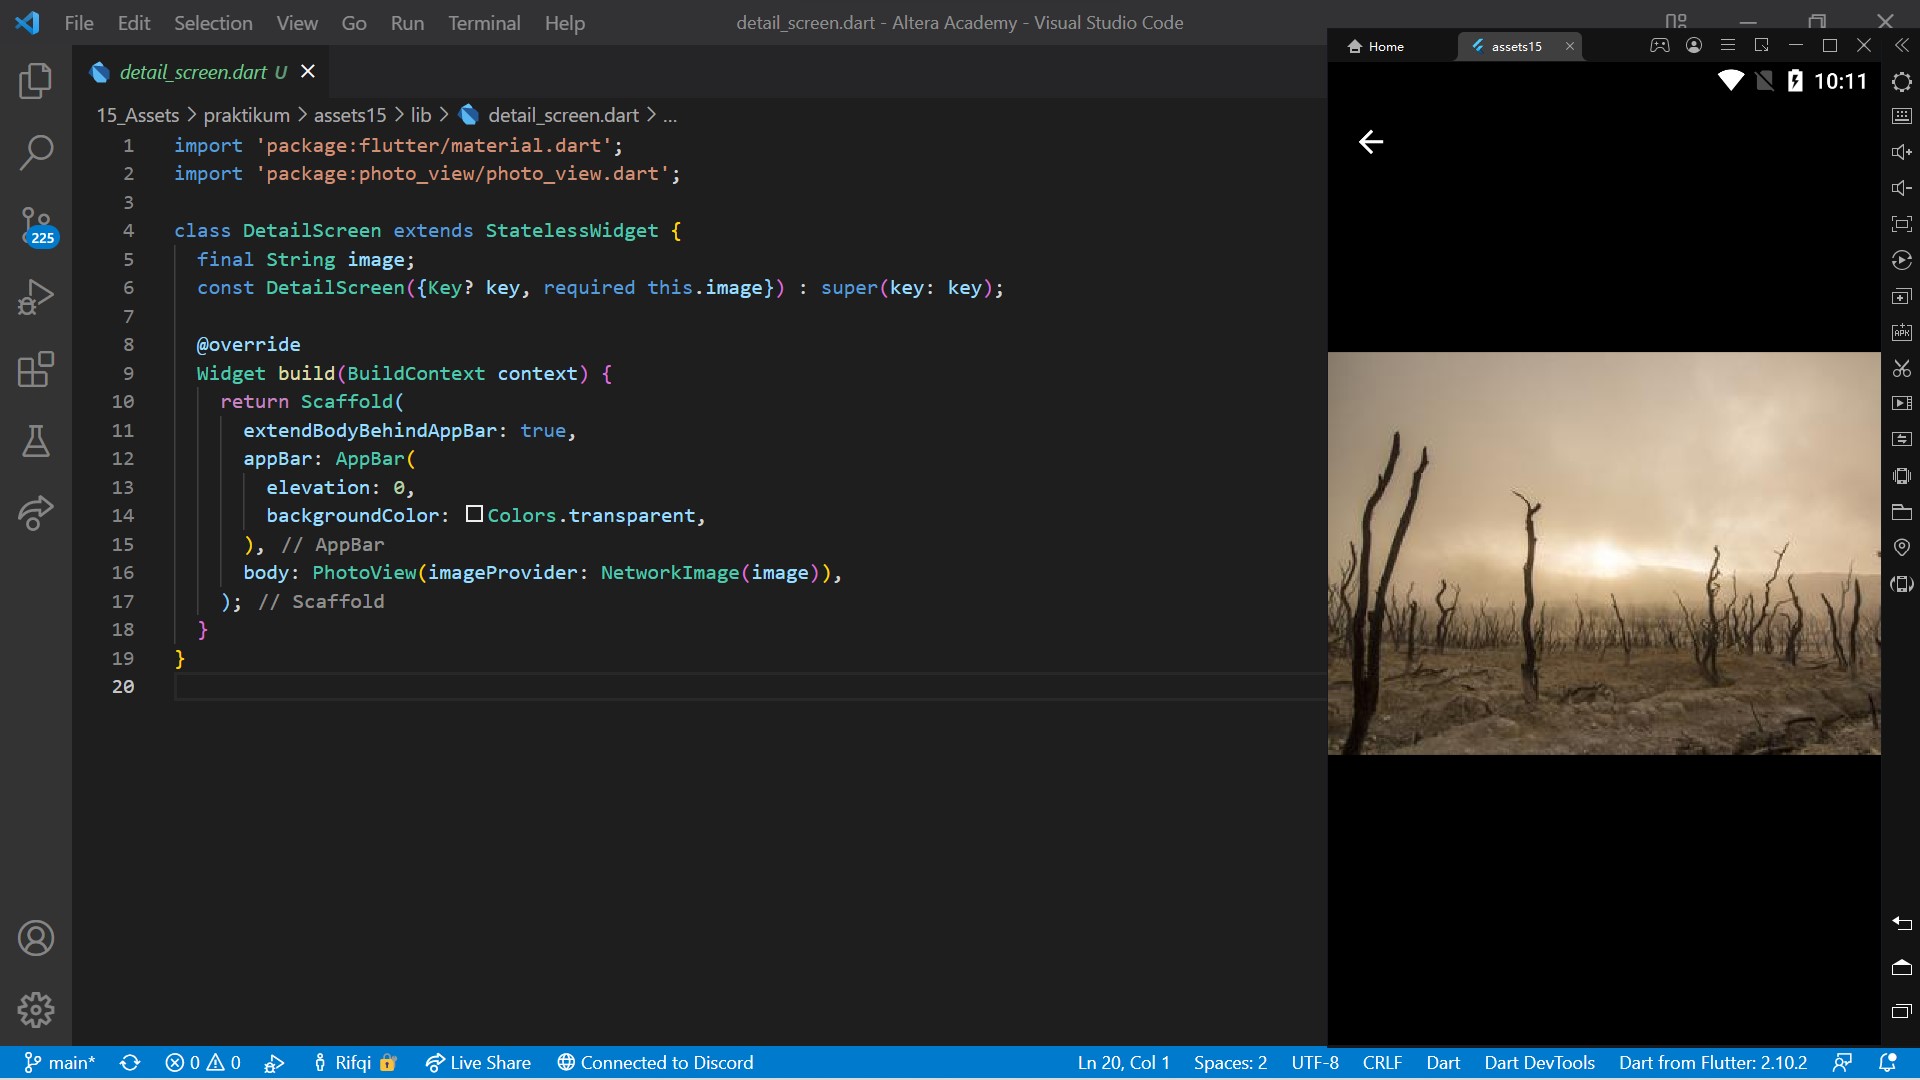 File Edit Selection View Go Run Terminal Help
detail_screen.dart - Altera Academy - Visual Studio Code
detail_screen.dart U
15_Assets > praktikum > assets15 > lib > detail_screen.dart > ...
1 import 'package:flutter/material.dart';
2 import 'package:photo_view/photo_view.dart';
3
4 class DetailScreen extends StatelessWidget {
5 final String image;
6 const DetailScreen({Key? key, required this.image}) : super(key: key);
7
8 @override
9 Widget build(BuildContext context) {
10 return Scaffold(
11 extendBodyBehindAppBar: true,
12 appBar: AppBar(
13 elevation: 0,
14 backgroundColor: Colors.transparent,
15 ), // AppBar
16 body: PhotoView(imageProvider: NetworkImage(image)),
17 ); // Scaffold
18 }
19 }
20
225
Home
assets15
10:11
APK
main* 0 0 Rifqi Live Share Connected to Discord
Ln 20, Col 1 Spaces: 2 UTF-8 CRLF Dart Dart DevTools Dart from Flutter: 2.10.2